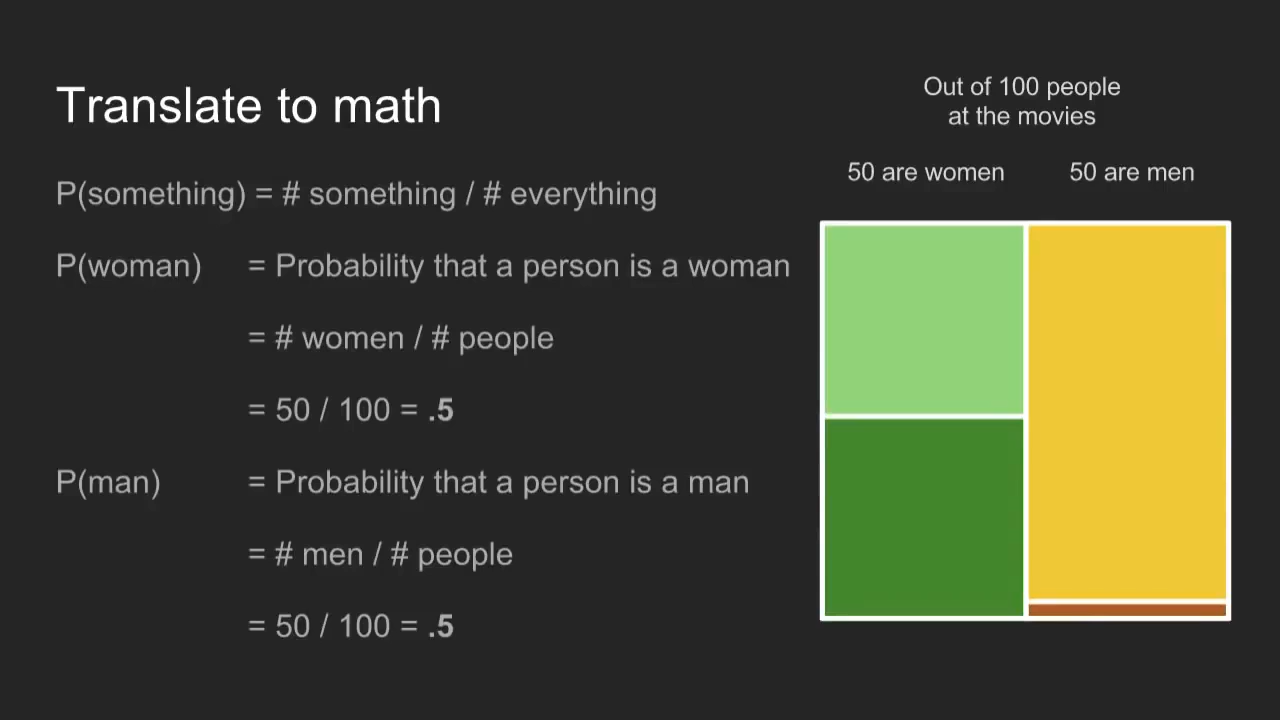 Translate to math
P(something) = # something / # everything
P(woman) = Probability that a person is a woman
= # women / # people
= 50 / 100 = .5
P(man) = Probability that a person is a man
= # men / # people
= 50 / 100 = .5
Out of 100 people
at the movies
50 are women 50 are men